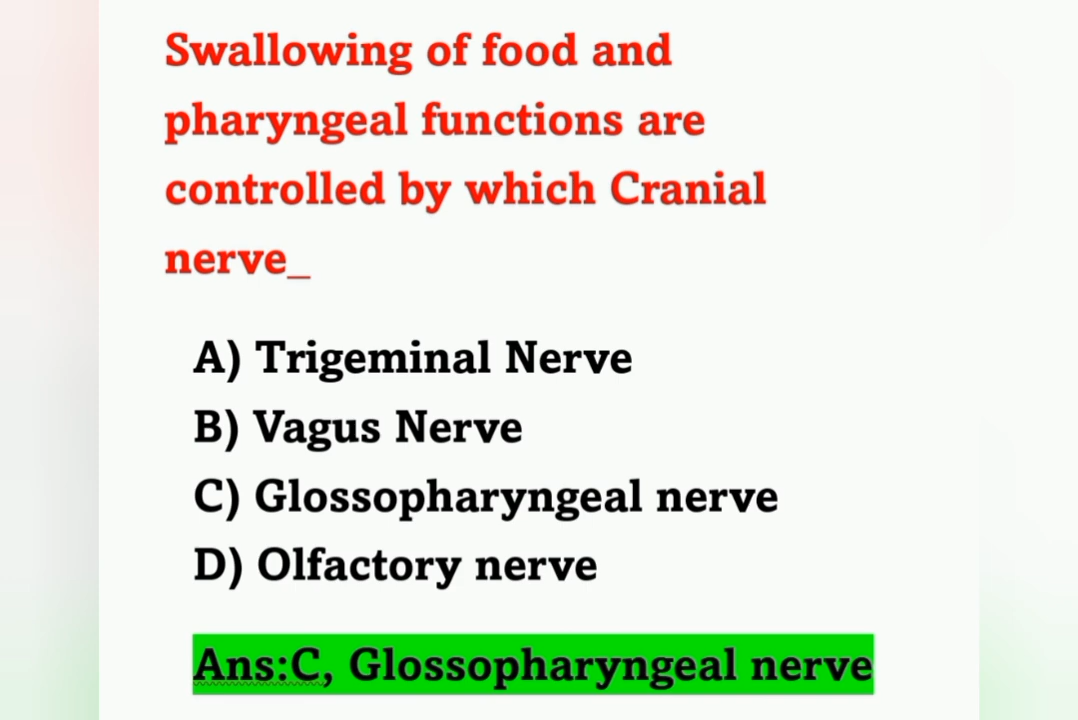 Swallowing of food and
pharyngeal functions are
controlled by which Cranial
nerve_
A) Trigeminal Nerve
B) Vagus Nerve
C) Glossopharyngeal nerve
D) Olfactory nerve
Ans:C, Glossopharyngeal nerve